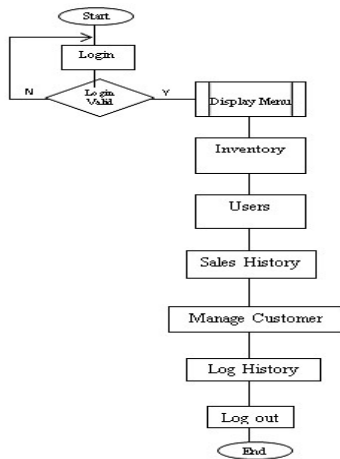 Start
Login
Login
Valid
N
Y
Display Menu
Inventory
Users
Sales History
Manage Customer
Log History
Log out
End